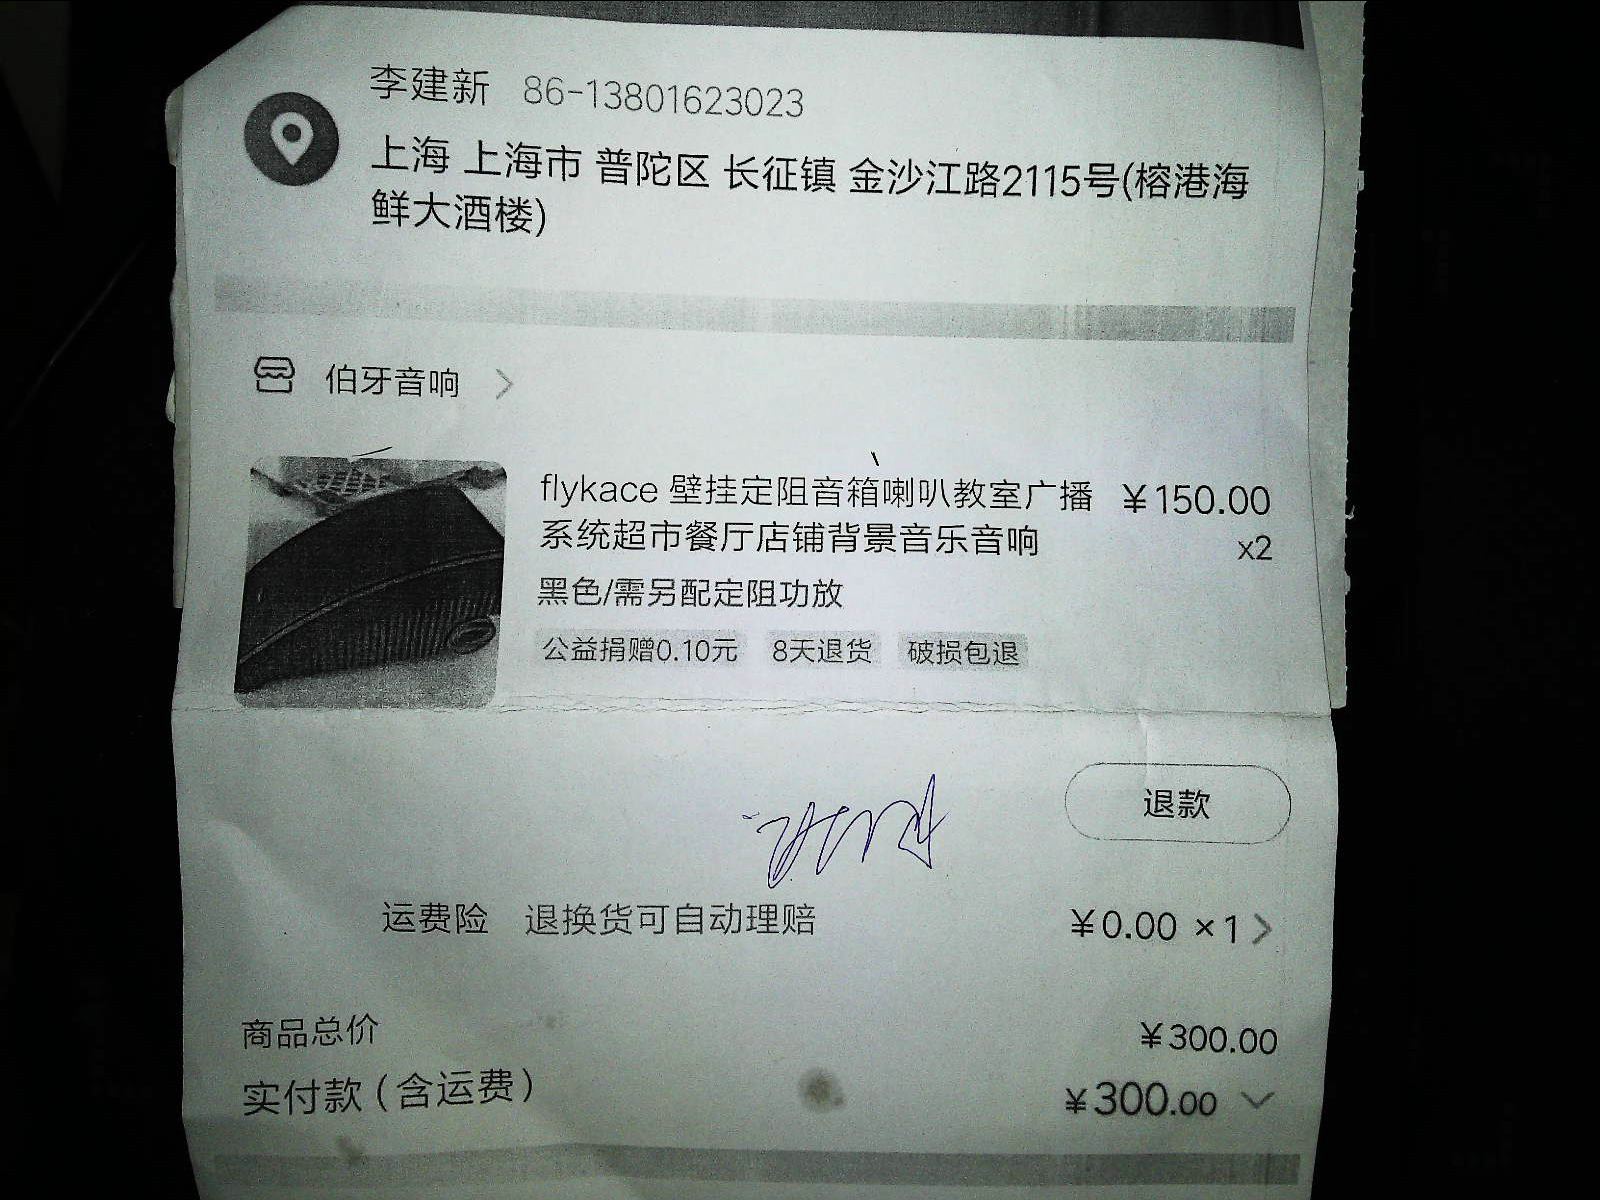 李建新 86-13801623023
上海 上海市 普陀区 长征镇 金沙江路2115号(榕港海
鲜大酒楼)
伯牙音响
flykace 壁挂定阻音箱喇叭教室广播 ¥150.00
系统超市餐厅店铺背景音乐音响 x2
黑色/需另配定阻功放
公益捐赠0.10元 8天退货 破损包退
退款
运费险 退换货可自动理赔 ¥0.00 ×1
商品总价 ¥300.00
实付款(含运费) ¥300.00